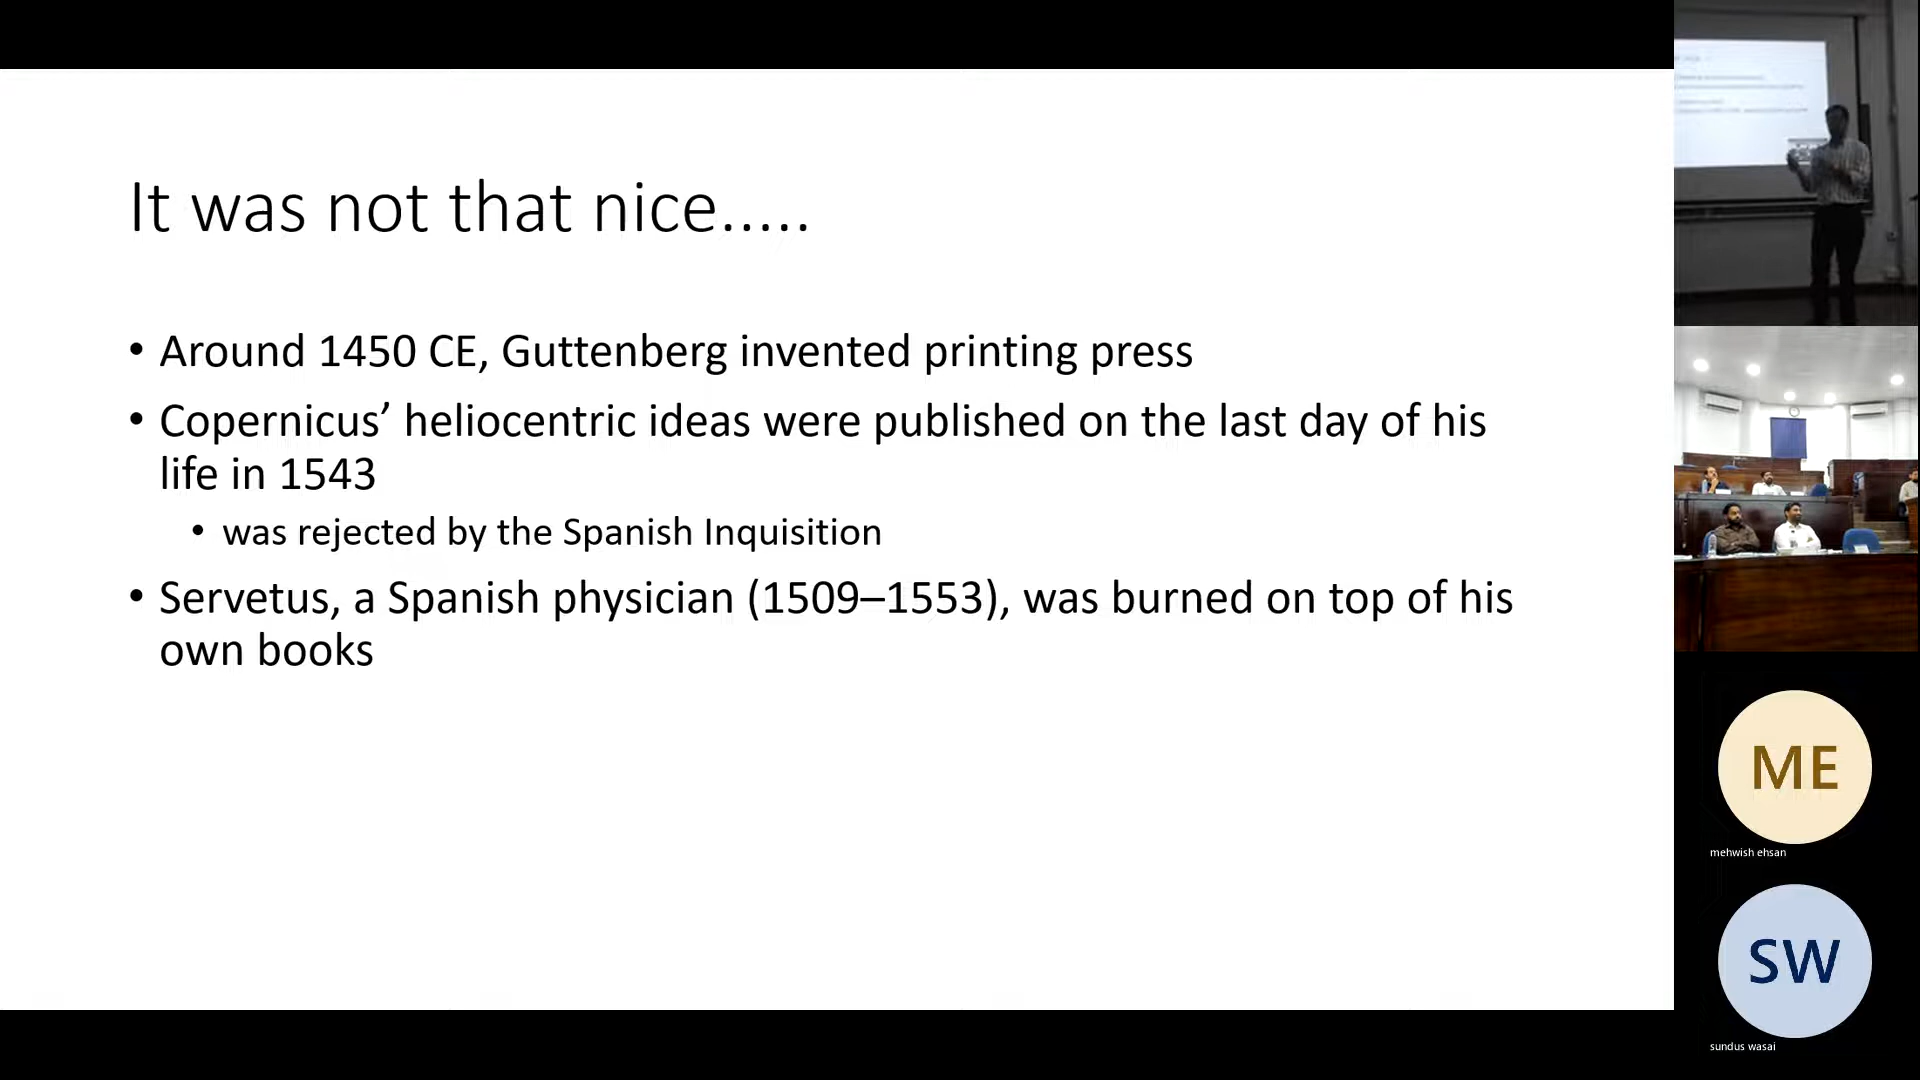 It was not that nice.....
• Around 1450 CE, Guttenberg invented printing press
• Copernicus’ heliocentric ideas were published on the last day of his
life in 1543
• was rejected by the Spanish Inquisition
• Servetus, a Spanish physician (1509–1553), was burned on top of his
own books
ME
mehwish ehsan
SW
sundus wasai